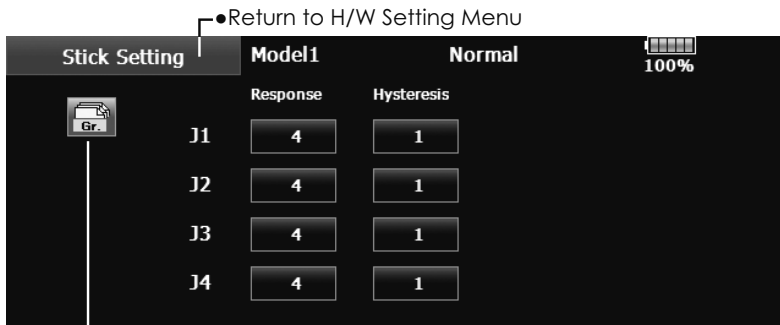 ●Return to H/W Setting Menu
Stick Setting Model1 Normal 100%
Response Hysteresis
Gr.
J1 4 1
J2 4 1
J3 4 1
J4 4 1